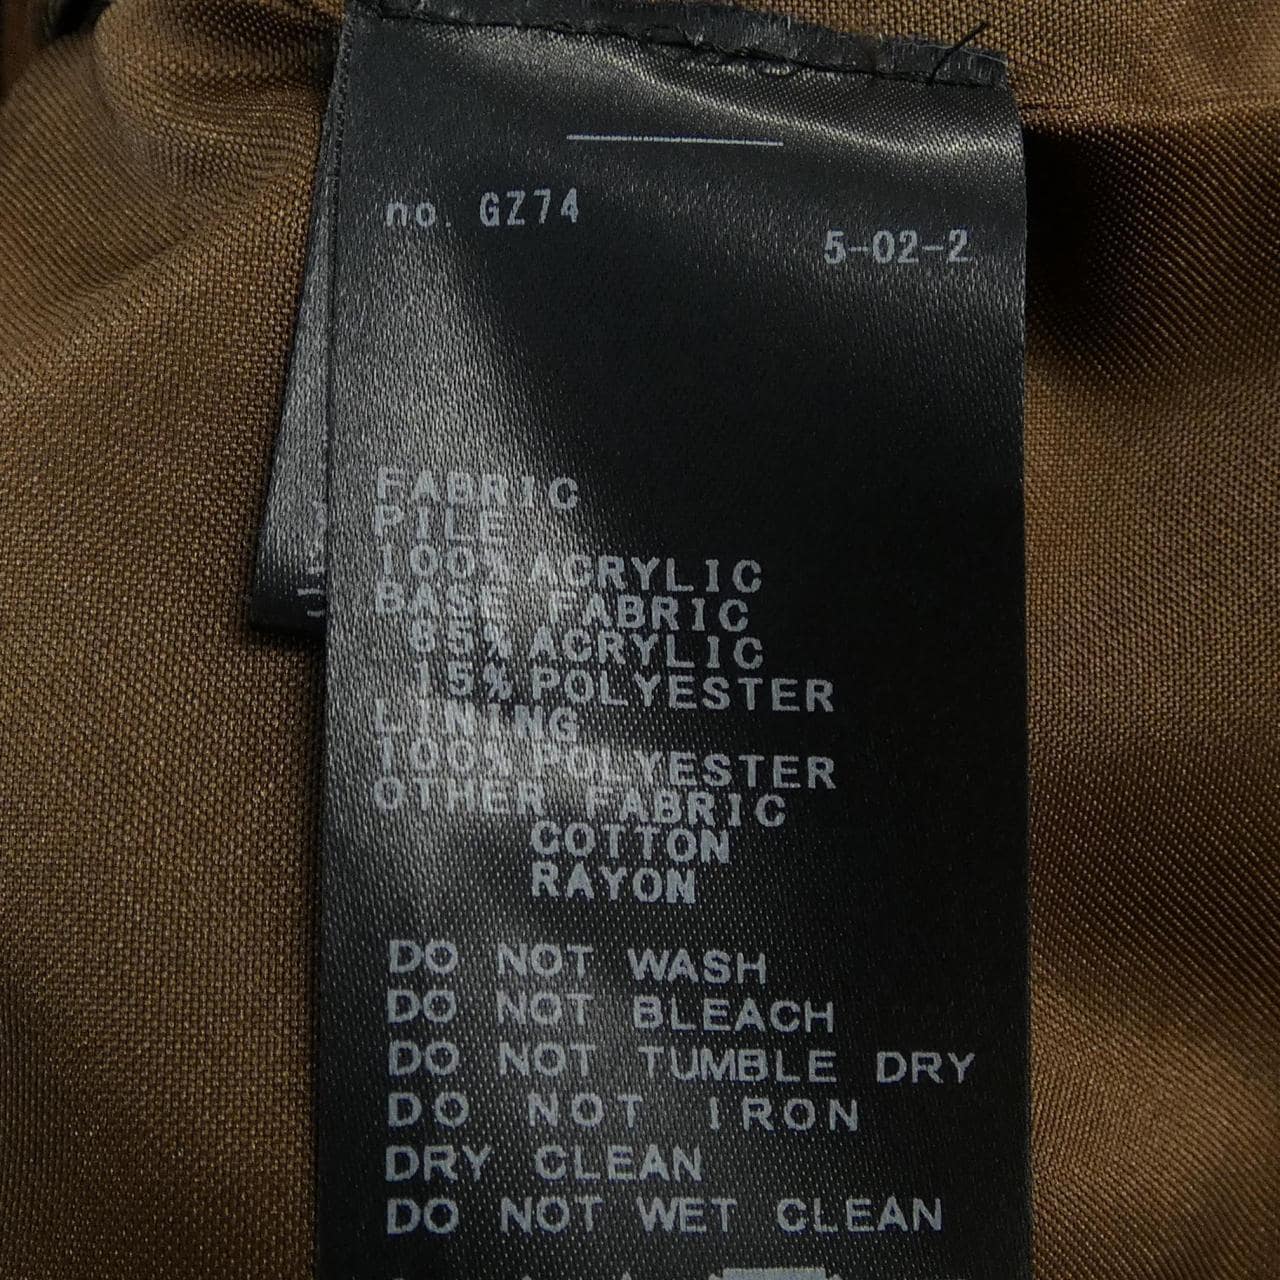 no. GZ74
5-02-2
FABRIC
PILE
100% ACRYLIC
BASE FABRIC
85% ACRYLIC
15% POLYESTER
LINING
100% POLYESTER
OTHER FABRIC
COTTON
RAYON
DO NOT WASH
DO NOT BLEACH
DO NOT TUMBLE DRY
DO NOT IRON
DRY CLEAN
DO NOT WET CLEAN